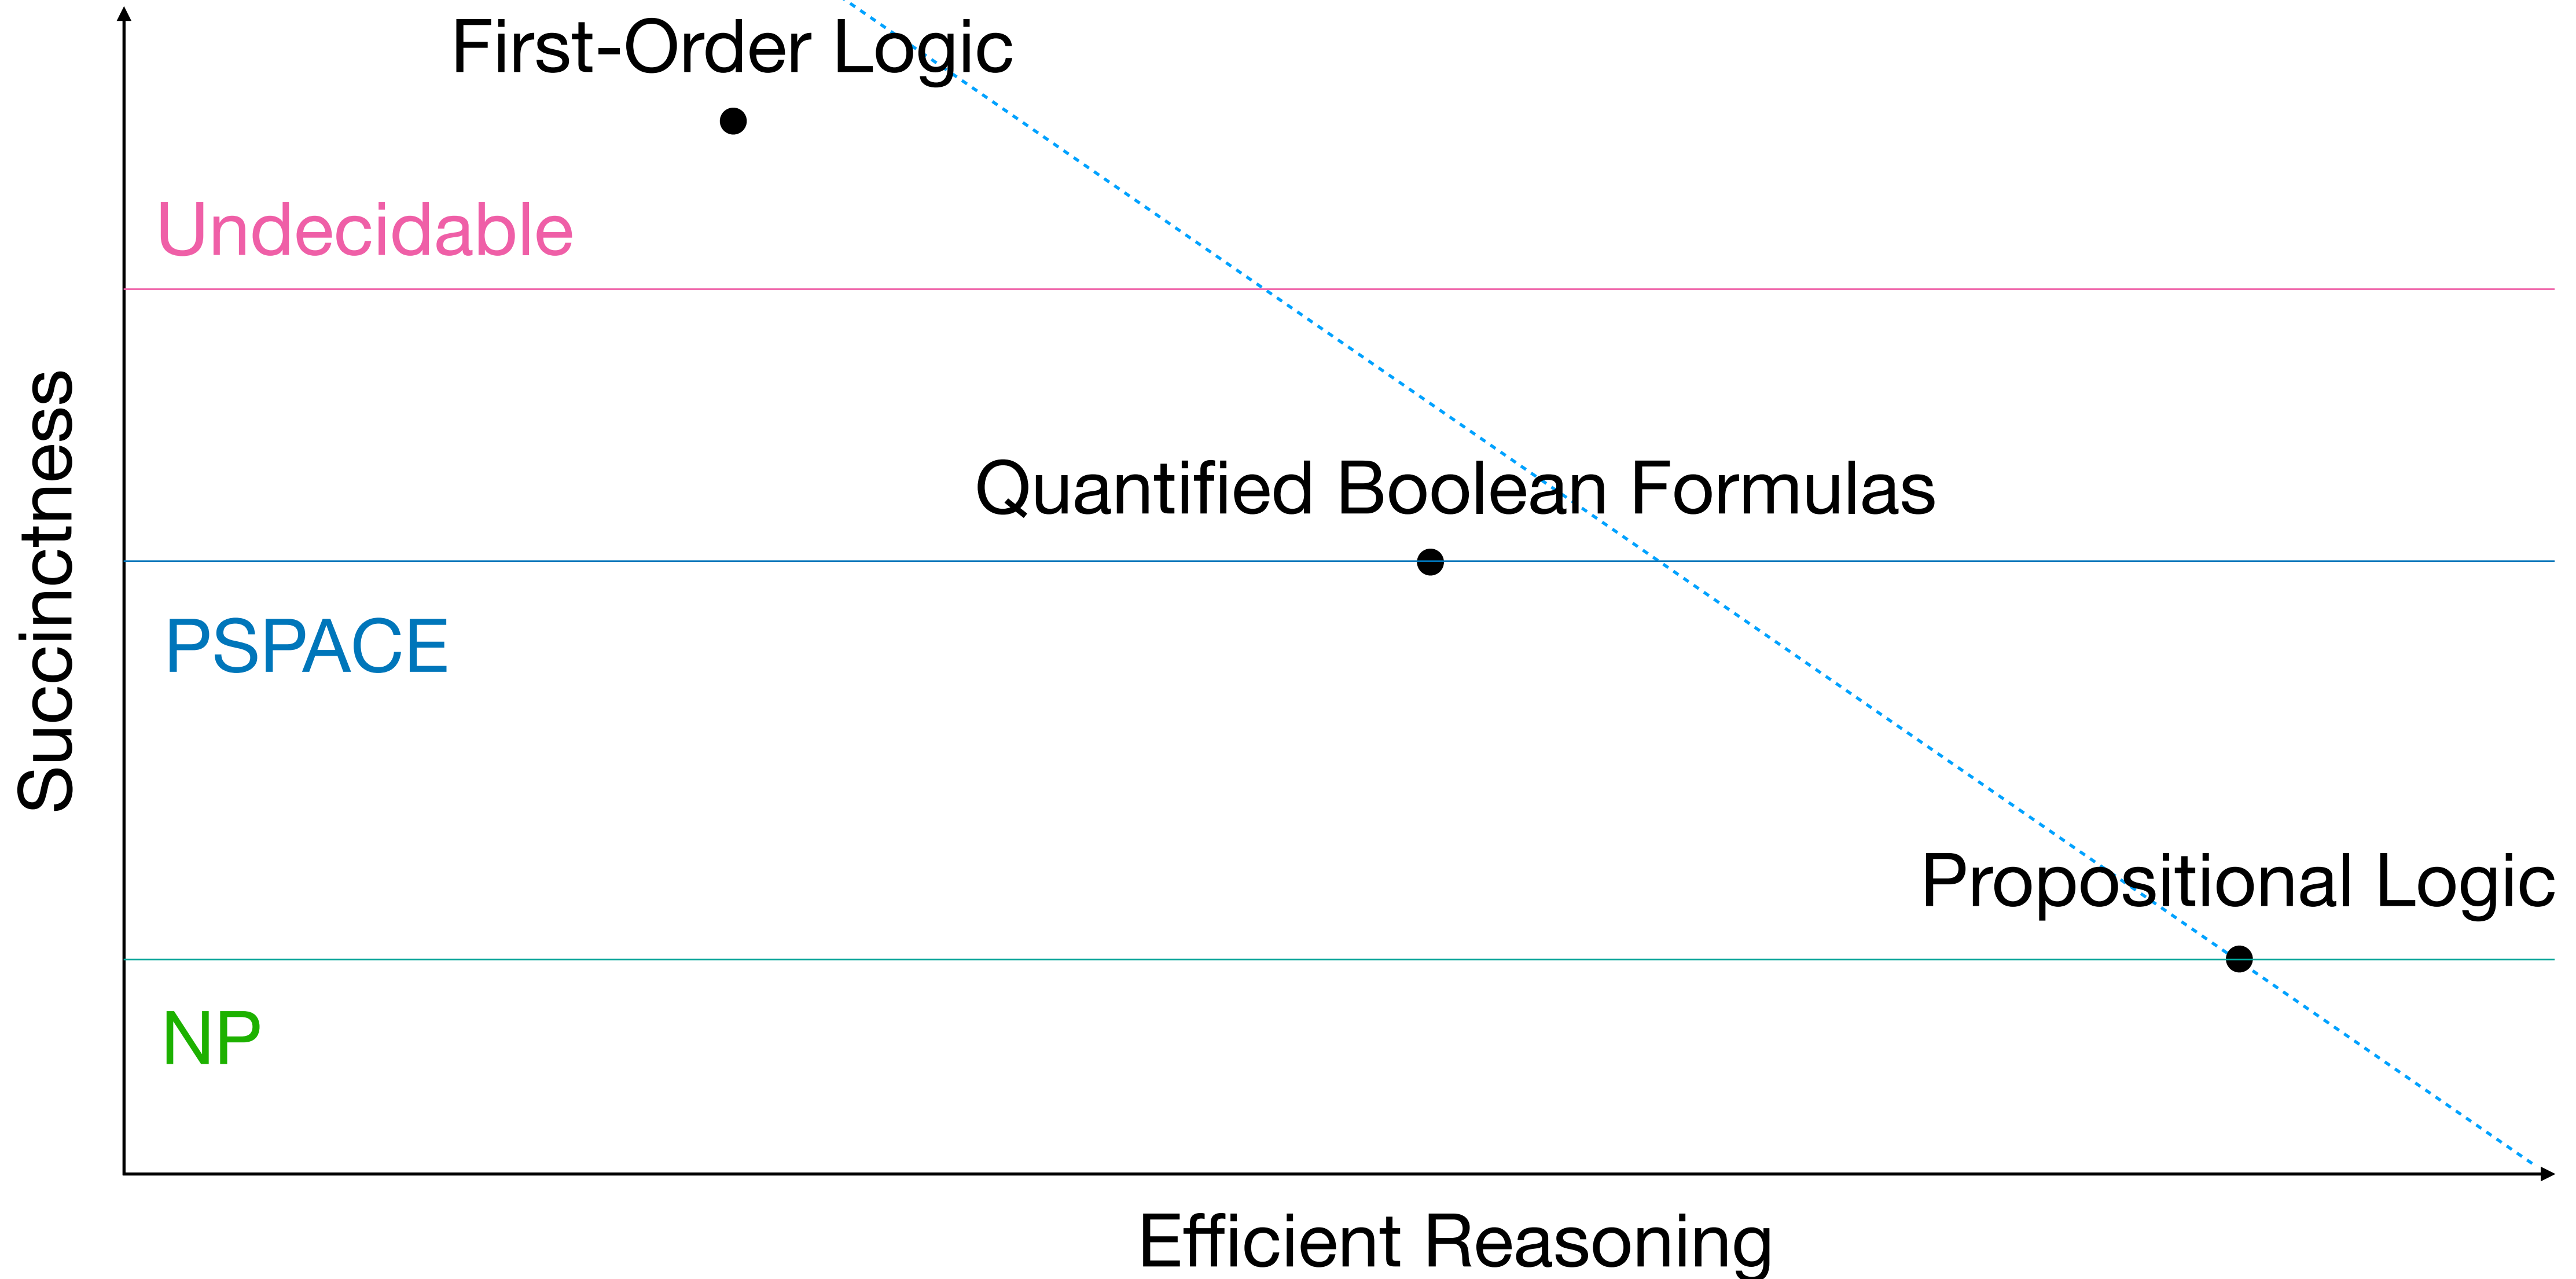 First-Order Logic
Undecidable
Succinctness
Quantified Boolean Formulas
PSPACE
Propositional Logic
NP
Efficient Reasoning